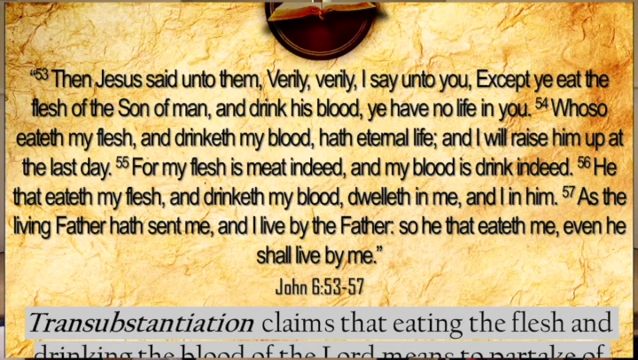 “53 Then Jesus said unto them, Verily, verily, I say unto you, Except ye eat the
flesh of the Son of man, and drink his blood, ye have no life in you. 54 Whoso
eateth my flesh, and drinketh my blood, hath eternal life; and I will raise him up at
the last day. 55 For my flesh is meat indeed, and my blood is drink indeed. 56 He
that eateth my flesh, and drinketh my blood, dwelleth in me, and I in him. 57 As the
living Father hath sent me, and I live by the Father: so he that eateth me, even he
shall live by me.”
John 6:53-57
Transubstantiation claims that eating the flesh and
drinking the blood of the Lord means to partake of